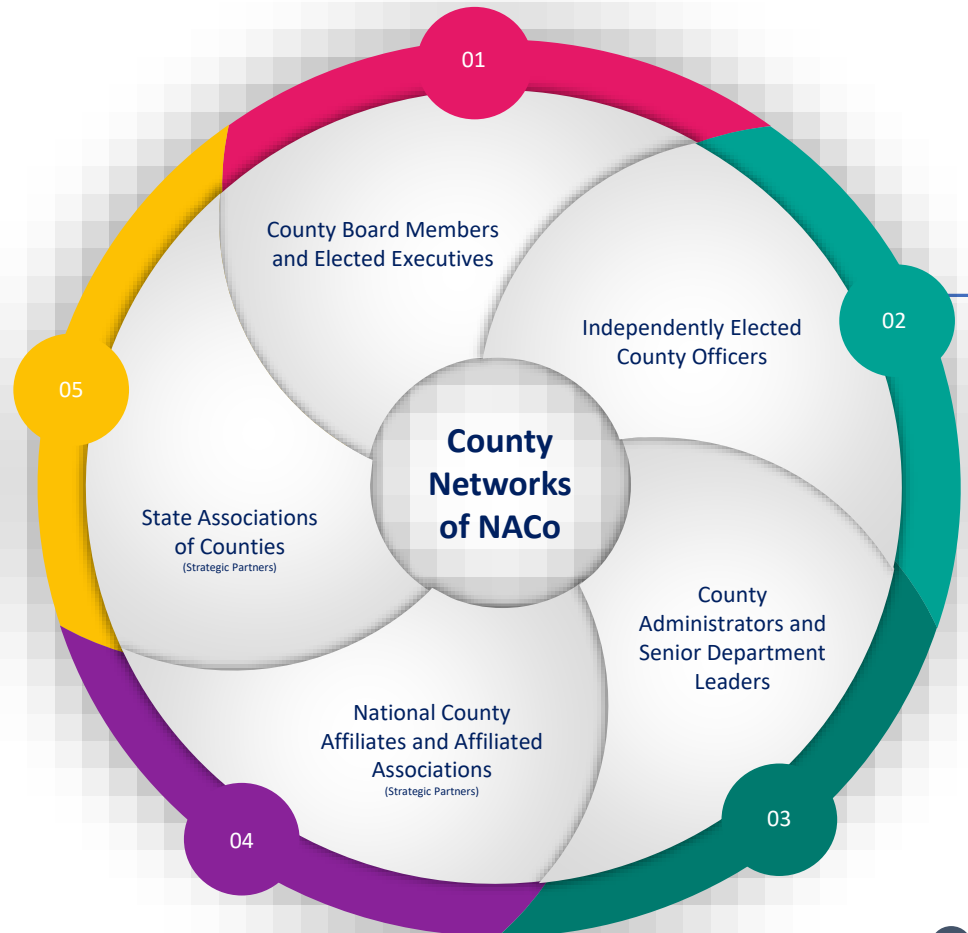 01
County Board Members
and Elected Executives
02
Independently Elected
County Officers
05
County
Networks
of NACo
State Associations
of Counties
(Strategic Partners)
County
Administrators and
Senior Department
Leaders
National County
Affiliates and Affiliated
Associations
(Strategic Partners)
03
04